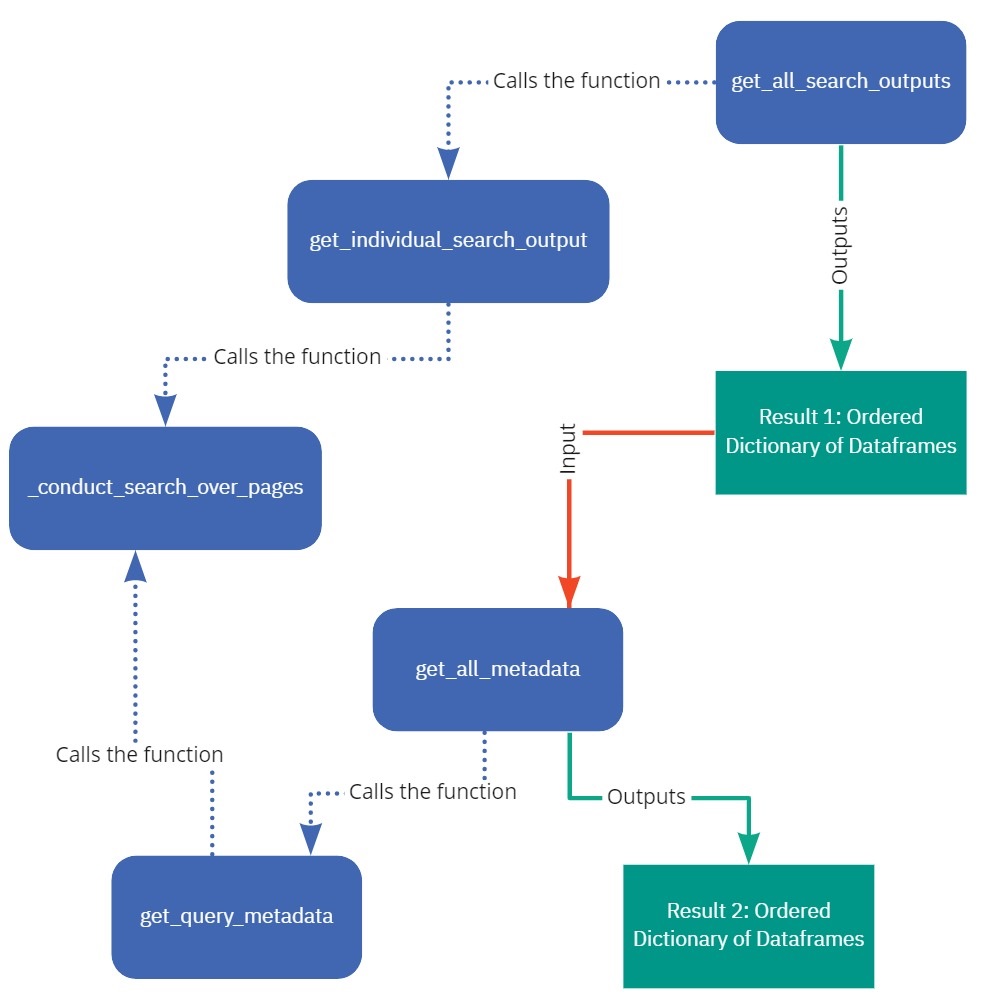 get_all_search_outputs
Calls the function
get_individual_search_output
Outputs
Calls the function
Result 1: Ordered
Dictionary of Dataframes
Input
_conduct_search_over_pages
get_all_metadata
Calls the function
Calls the function
Outputs
get_query_metadata
Result 2: Ordered
Dictionary of Dataframes